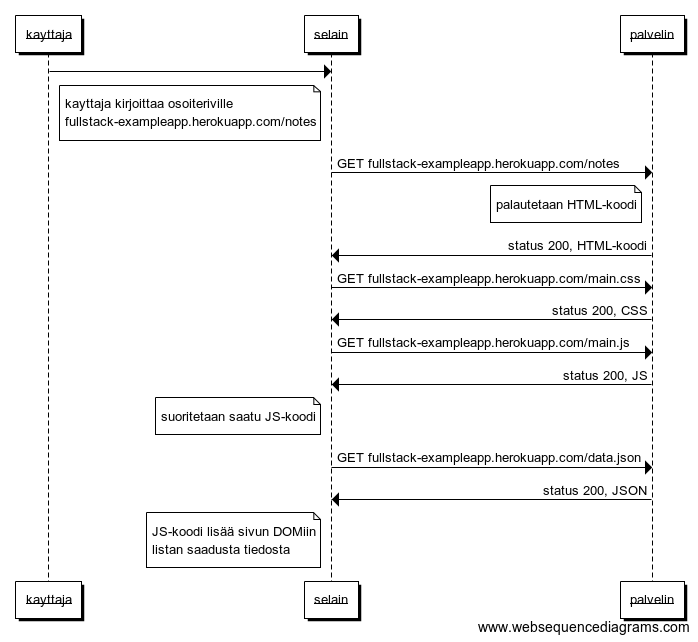 kayttaja
selain
palvelin
kayttaja kirjoittaa osoiteriville
fullstack-exampleapp.herokuapp.com/notes
GET fullstack-exampleapp.herokuapp.com/notes
palautetaan HTML-koodi
status 200, HTML-koodi
GET fullstack-exampleapp.herokuapp.com/main.css
status 200, CSS
GET fullstack-exampleapp.herokuapp.com/main.js
status 200, JS
suoritetaan saatu JS-koodi
GET fullstack-exampleapp.herokuapp.com/data.json
status 200, JSON
JS-koodi lisää sivun DOMiin
listan saadusta tiedosta
kayttaja
selain
palvelin
www.websequencediagrams.com